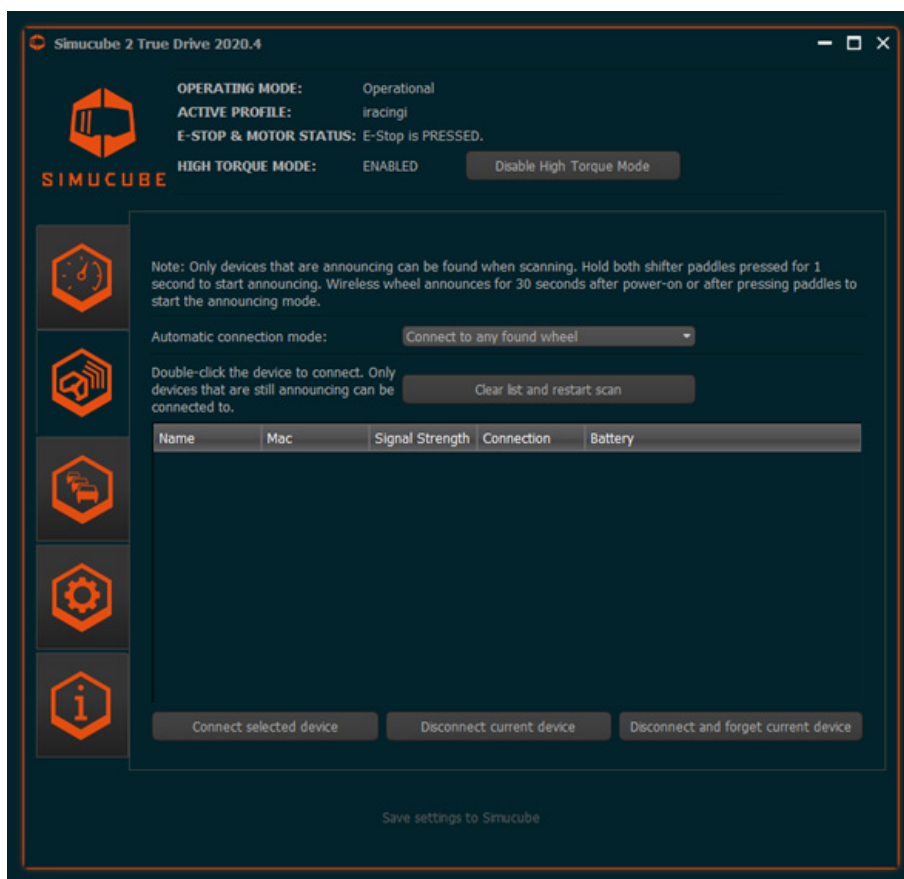 Simucube 2 True Drive 2020.4
OPERATING MODE: Operational
ACTIVE PROFILE: iracingi
E-STOP & MOTOR STATUS: E-Stop is PRESSED.
HIGH TORQUE MODE: ENABLED Disable High Torque Mode
SIMUCUBE
Note: Only devices that are announcing can be found when scanning. Hold both shifter paddles pressed for 1
second to start announcing. Wireless wheel announces for 30 seconds after power-on or after pressing paddles to
start the announcing mode.
Automatic connection mode: Connect to any found wheel
Double-click the device to connect. Only
devices that are still announcing can be
connected to.
Clear list and restart scan
Name Mac Signal Strength Connection Battery
Connect selected device Disconnect current device Disconnect and forget current device
Save settings to Simucube